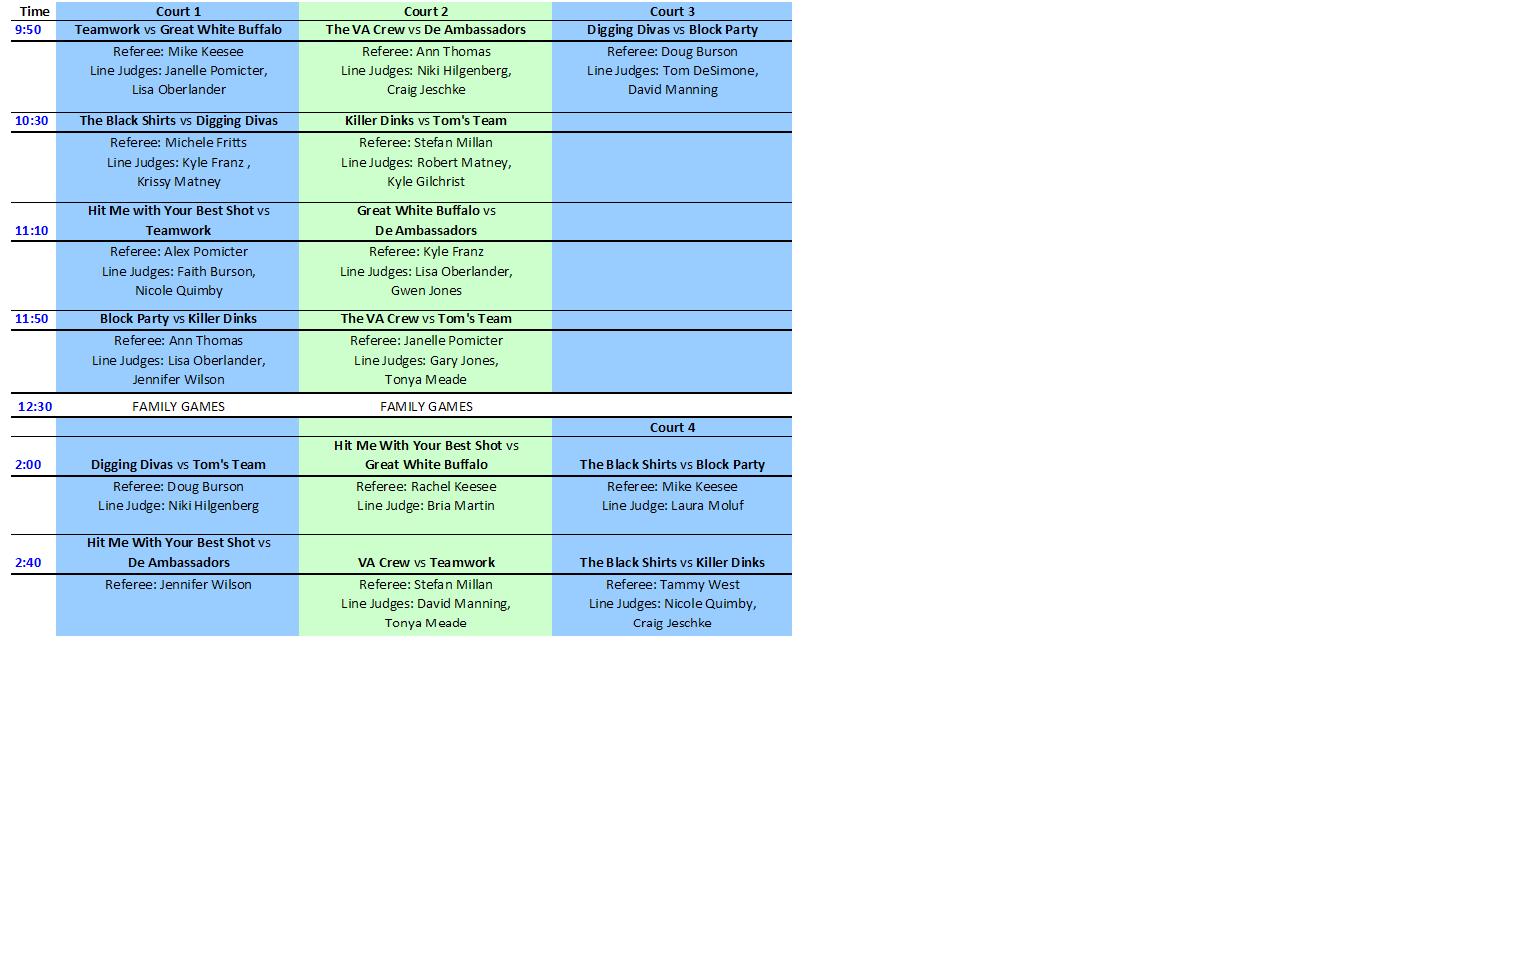 Time Court 1 Court 2 Court 3
9:50 Teamwork vs Great White Buffalo The VA Crew vs De Ambassadors Digging Divas vs Block Party
Referee: Mike Keesee Referee: Ann Thomas Referee: Doug Burson
Line Judges: Janelle Pomicter, Line Judges: Niki Hilgenberg, Line Judges: Tom DeSimone,
Lisa Oberlander Craig Jeschke David Manning
10:30 The Black Shirts vs Digging Divas Killer Dinks vs Tom's Team
Referee: Michele Fritts Referee: Stefan Millan
Line Judges: Kyle Franz , Line Judges: Robert Matney,
Krissy Matney Kyle Gilchrist
Hit Me with Your Best Shot vs Great White Buffalo vs
11:10 Teamwork De Ambassadors
Referee: Alex Pomicter Referee: Kyle Franz
Line Judges: Faith Burson, Line Judges: Lisa Oberlander,
Nicole Quimby Gwen Jones
11:50 Block Party vs Killer Dinks The VA Crew vs Tom's Team
Referee: Ann Thomas Referee: Janelle Pomicter
Line Judges: Lisa Oberlander, Line Judges: Gary Jones,
Jennifer Wilson Tonya Meade
12:30 FAMILY GAMES FAMILY GAMES
Court 4
Hit Me With Your Best Shot vs
2:00 Digging Divas vs Tom's Team Great White Buffalo The Black Shirts vs Block Party
Referee: Doug Burson Referee: Rachel Keesee Referee: Mike Keesee
Line Judge: Niki Hilgenberg Line Judge: Bria Martin Line Judge: Laura Moluf
Hit Me With Your Best Shot vs
2:40 De Ambassadors VA Crew vs Teamwork The Black Shirts vs Killer Dinks
Referee: Jennifer Wilson Referee: Stefan Millan Referee: Tammy West
Line Judges: David Manning, Line Judges: Nicole Quimby,
Tonya Meade Craig Jeschke